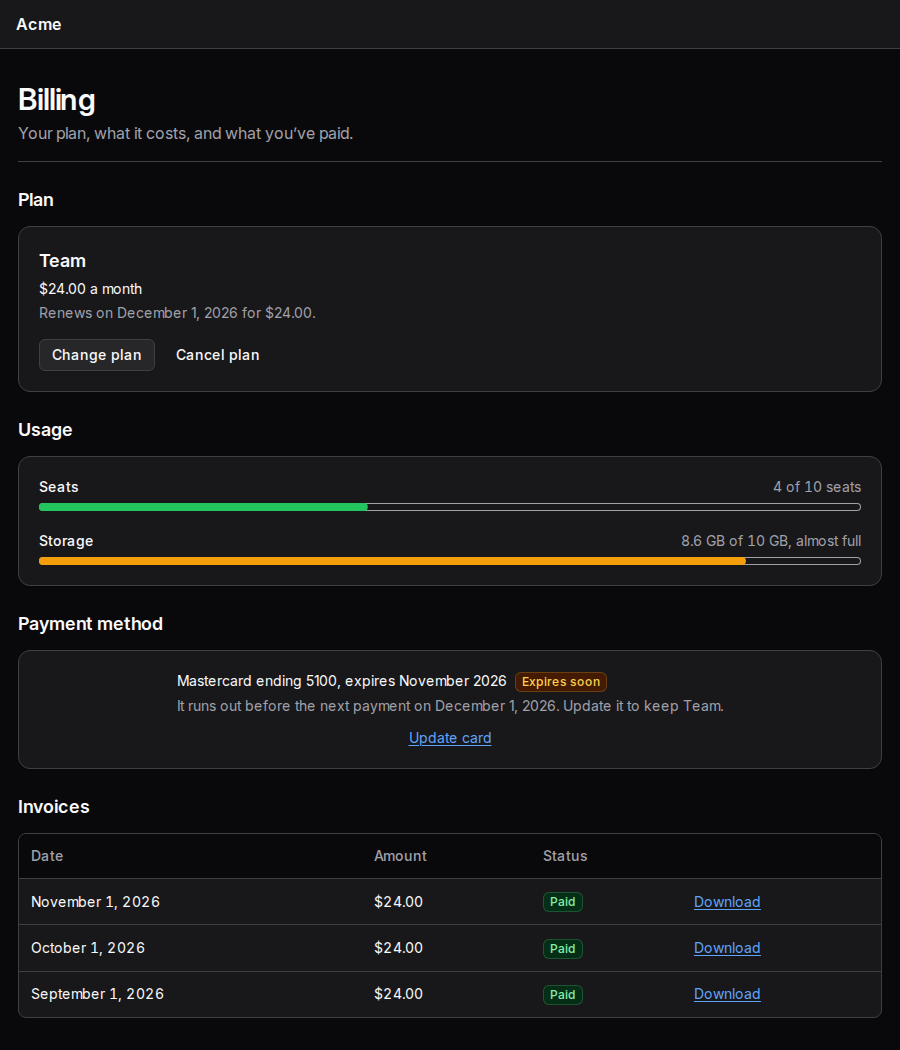 Acme
Billing
Your plan, what it costs, and what you’ve paid.
Plan
Team
$24.00 a month
Renews on December 1, 2026 for $24.00.
Change plan Cancel plan
Usage
Seats 4 of 10 seats
Storage 8.6 GB of 10 GB, almost full
Payment method
Mastercard ending 5100, expires November 2026 Expires soon
It runs out before the next payment on December 1, 2026. Update it to keep Team.
Update card
Invoices
Date Amount Status
November 1, 2026 $24.00 Paid Download
October 1, 2026 $24.00 Paid Download
September 1, 2026 $24.00 Paid Download